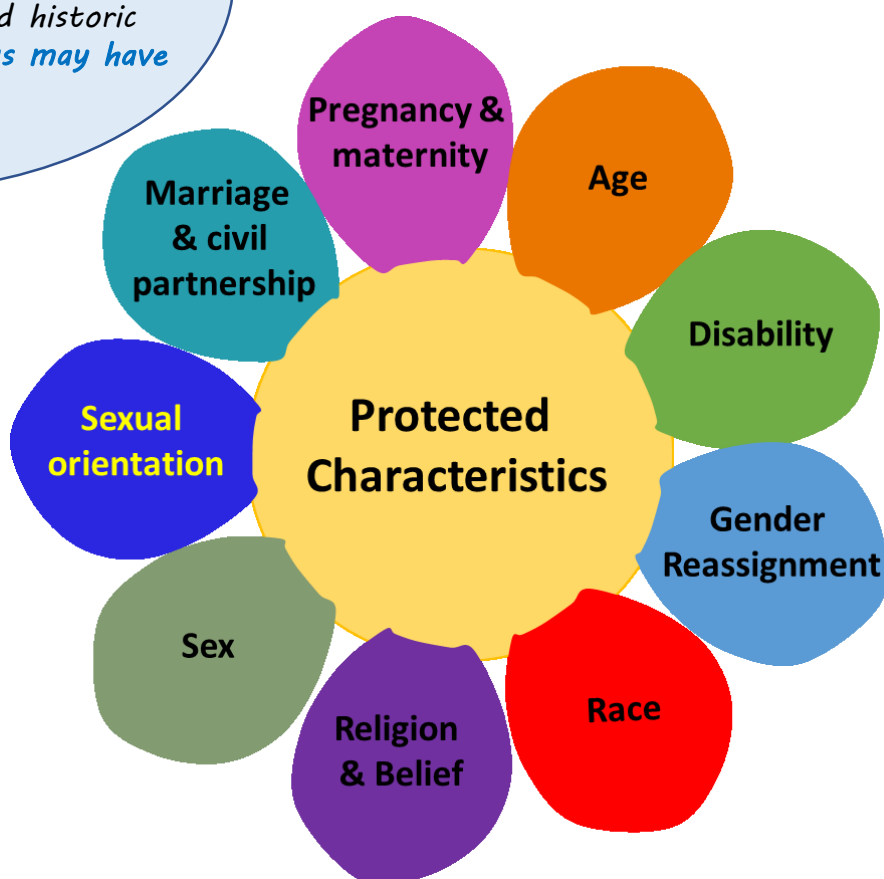 d historic
s may have
Pregnancy &
maternity
Age
Marriage
& civil
partnership
Disability
Sexual
orientation
Protected
Characteristics
Gender
Reassignment
Sex
Race
Religion
& Belief